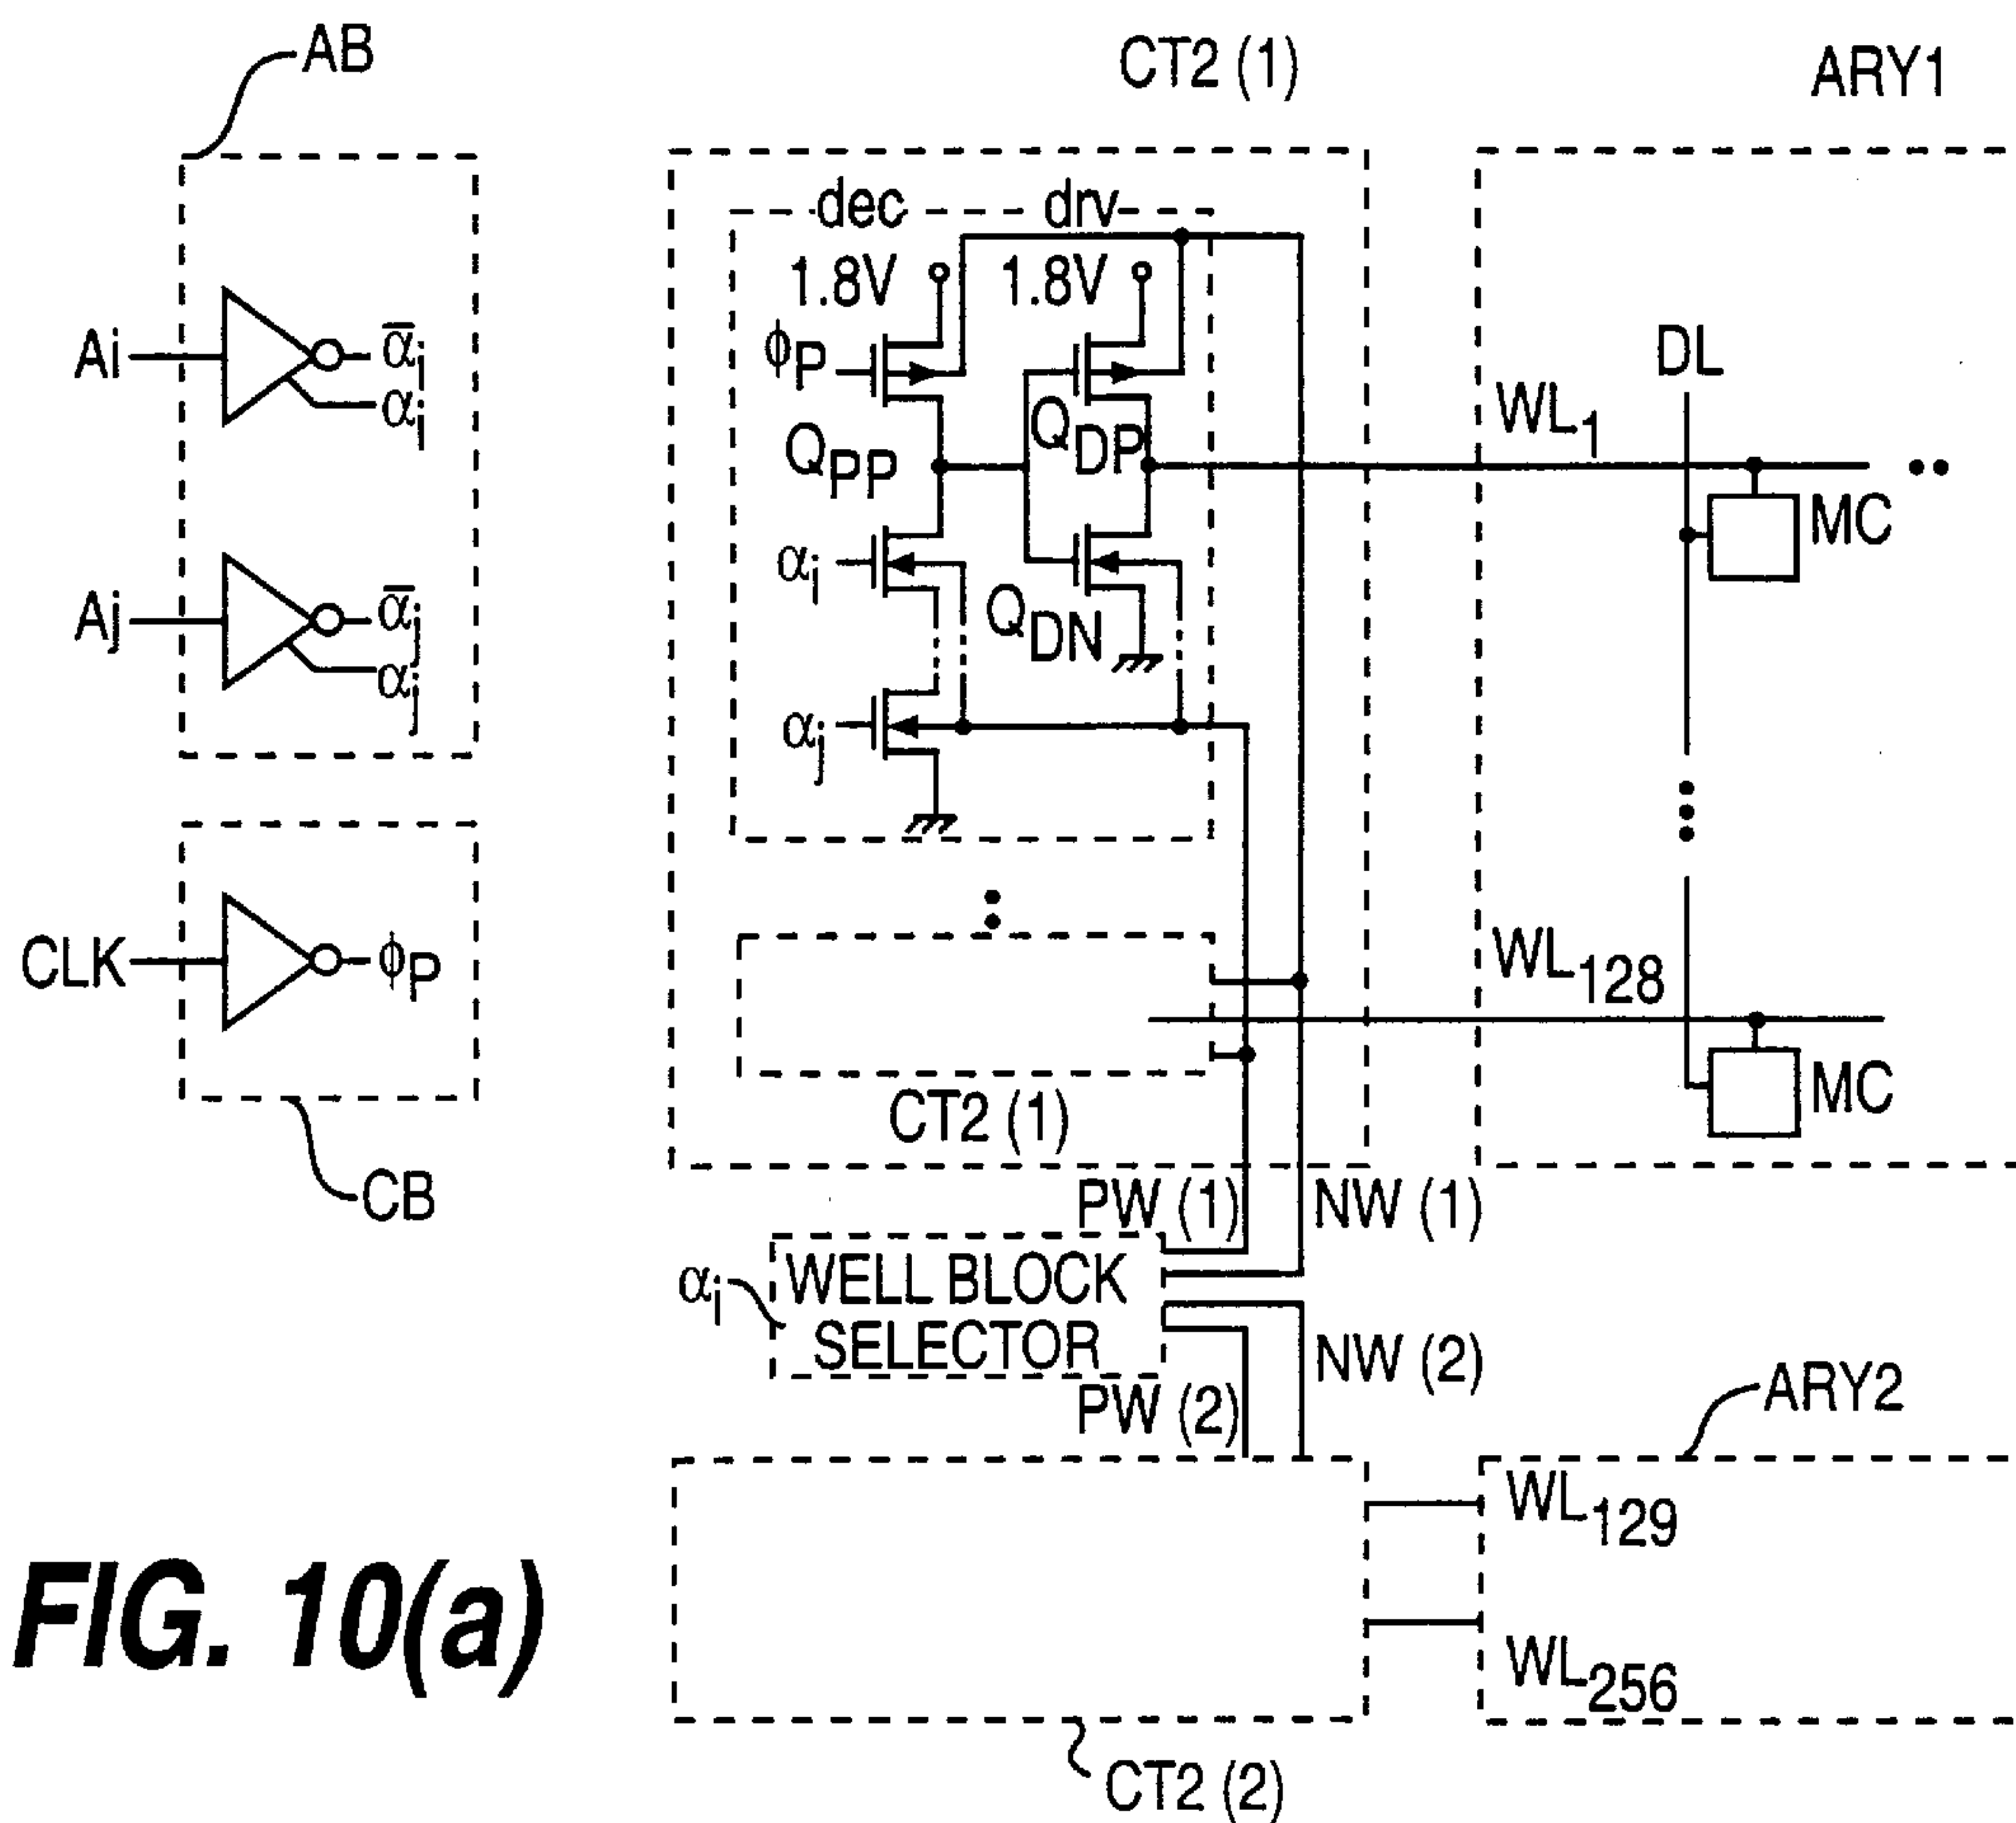 AB
CT2 (1)
ARY1
dec
drv
1.8V
1.8V
Ai
ᾱi
αi
ϕP
QPP
QDP
WL1
DL
MC
αi
QDN
Aj
ᾱj
αj
αj
CLK
ϕP
CB
WL128
MC
CT2 (1)
PW (1)
NW (1)
αi
WELL BLOCK
SELECTOR
PW (2)
NW (2)
ARY2
WL129
WL256
CT2 (2)
FIG. 10(a)